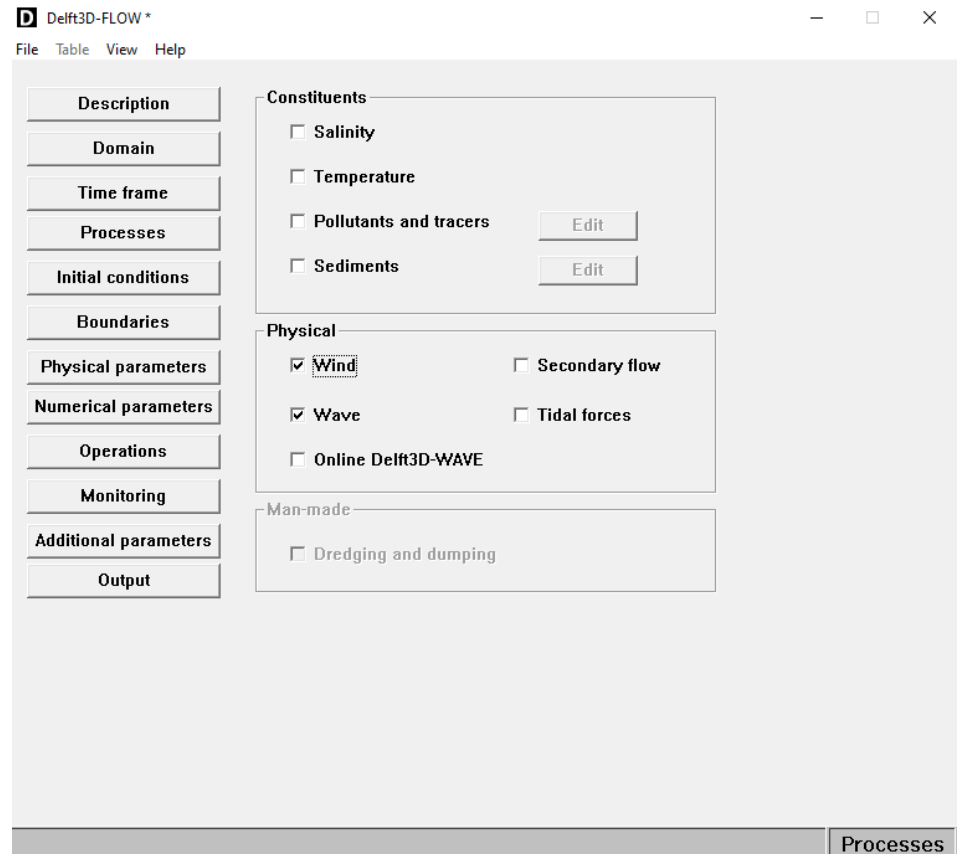 D Delft3D-FLOW *
File Table View Help
Description
Domain
Time frame
Processes
Initial conditions
Boundaries
Physical parameters
Numerical parameters
Operations
Monitoring
Additional parameters
Output
Constituents
Salinity
Temperature
Pollutants and tracers Edit
Sediments Edit
Physical
Wind Secondary flow
Wave Tidal forces
Online Delft3D-WAVE
Man-made
Dredging and dumping
Processes